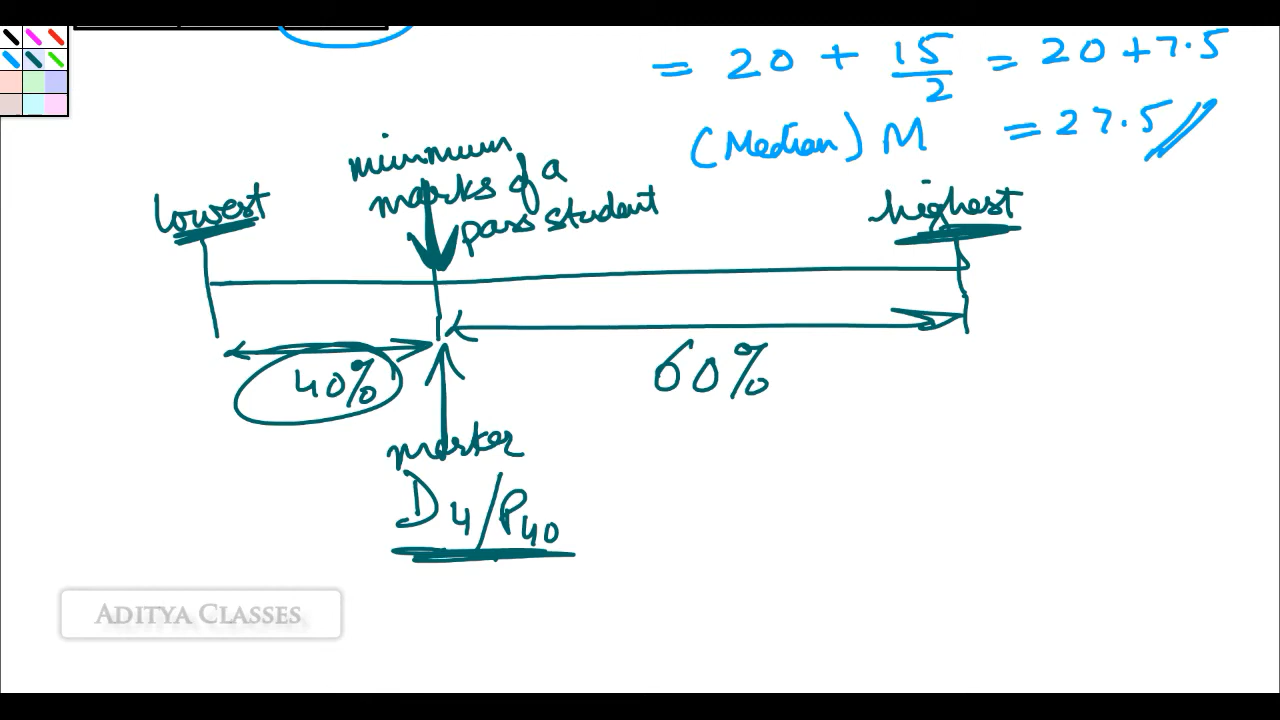 = 20 + 15/2 = 20 + 7.5
(Median) M = 27.5
minimum
marks of a
pass student
lowest
highest
40%
60%
marker
D4/P40
ADITYA CLASSES